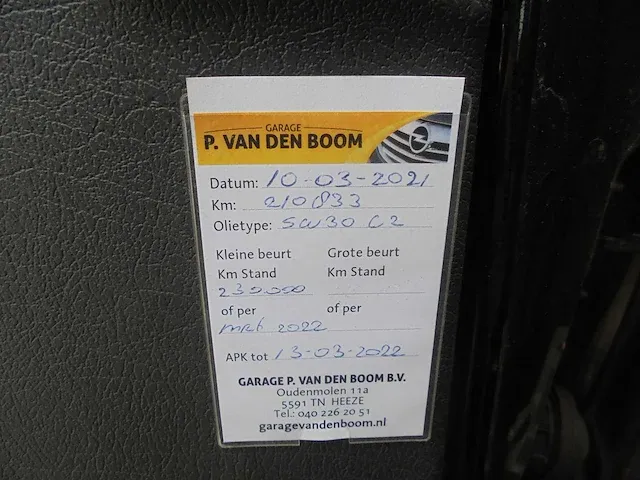 GARAGE
P. VAN DEN BOOM
Datum: 10-03-2021
Km: 210833
Olietype: 5W30 C2
Kleine beurt Grote beurt
Km Stand Km Stand
230.000
of per of per
mrt 2022
APK tot 13-03-2022
GARAGE P. VAN DEN BOOM B.V.
Oudenmolen 11a
5591 TN HEEZE
Tel.: 040 226 20 51
garagevandenboom.nl